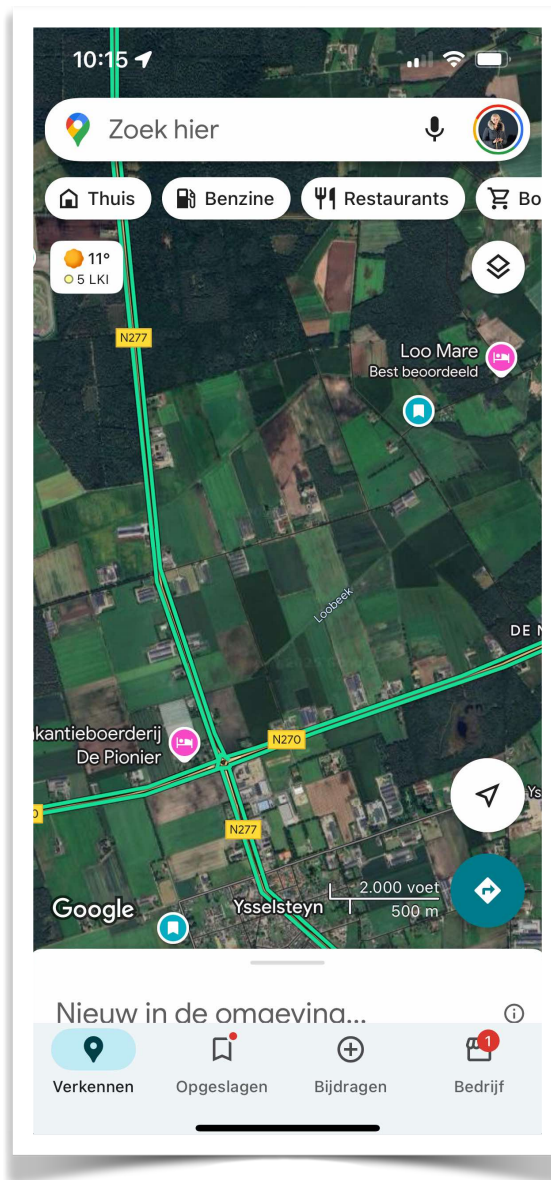 10:15
Zoek hier
Thuis
Benzine
Restaurants
Bo
11°
5 LKI
N277
Loo Mare
Best beoordeeld
Loobeek
DE N
kantieboerderij
De Pionier
N270
0
Ys
N277
2.000 voet
500 m
Google
Ysselsteyn
Nieuw in de omgeving...
Verkennen
Opgeslagen
Bijdragen
1
Bedrijf